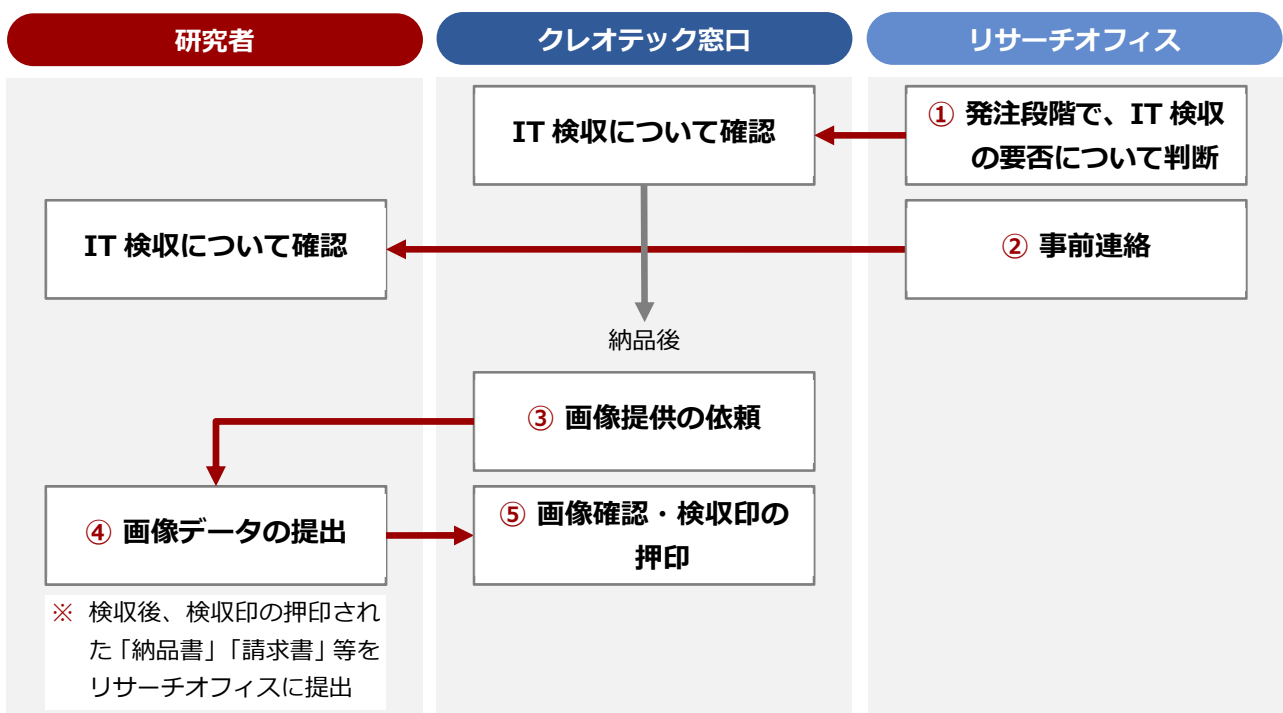 研究者
クレオテック窓口
リサーチオフィス
IT 検収について確認
① 発注段階で、IT 検収
の要否について判断
IT 検収について確認
② 事前連絡
納品後
③ 画像提供の依頼
④ 画像データの提出
⑤ 画像確認・検収印の
押印
※ 検収後、検収印の押印され
た「納品書」「請求書」等を
リサーチオフィスに提出